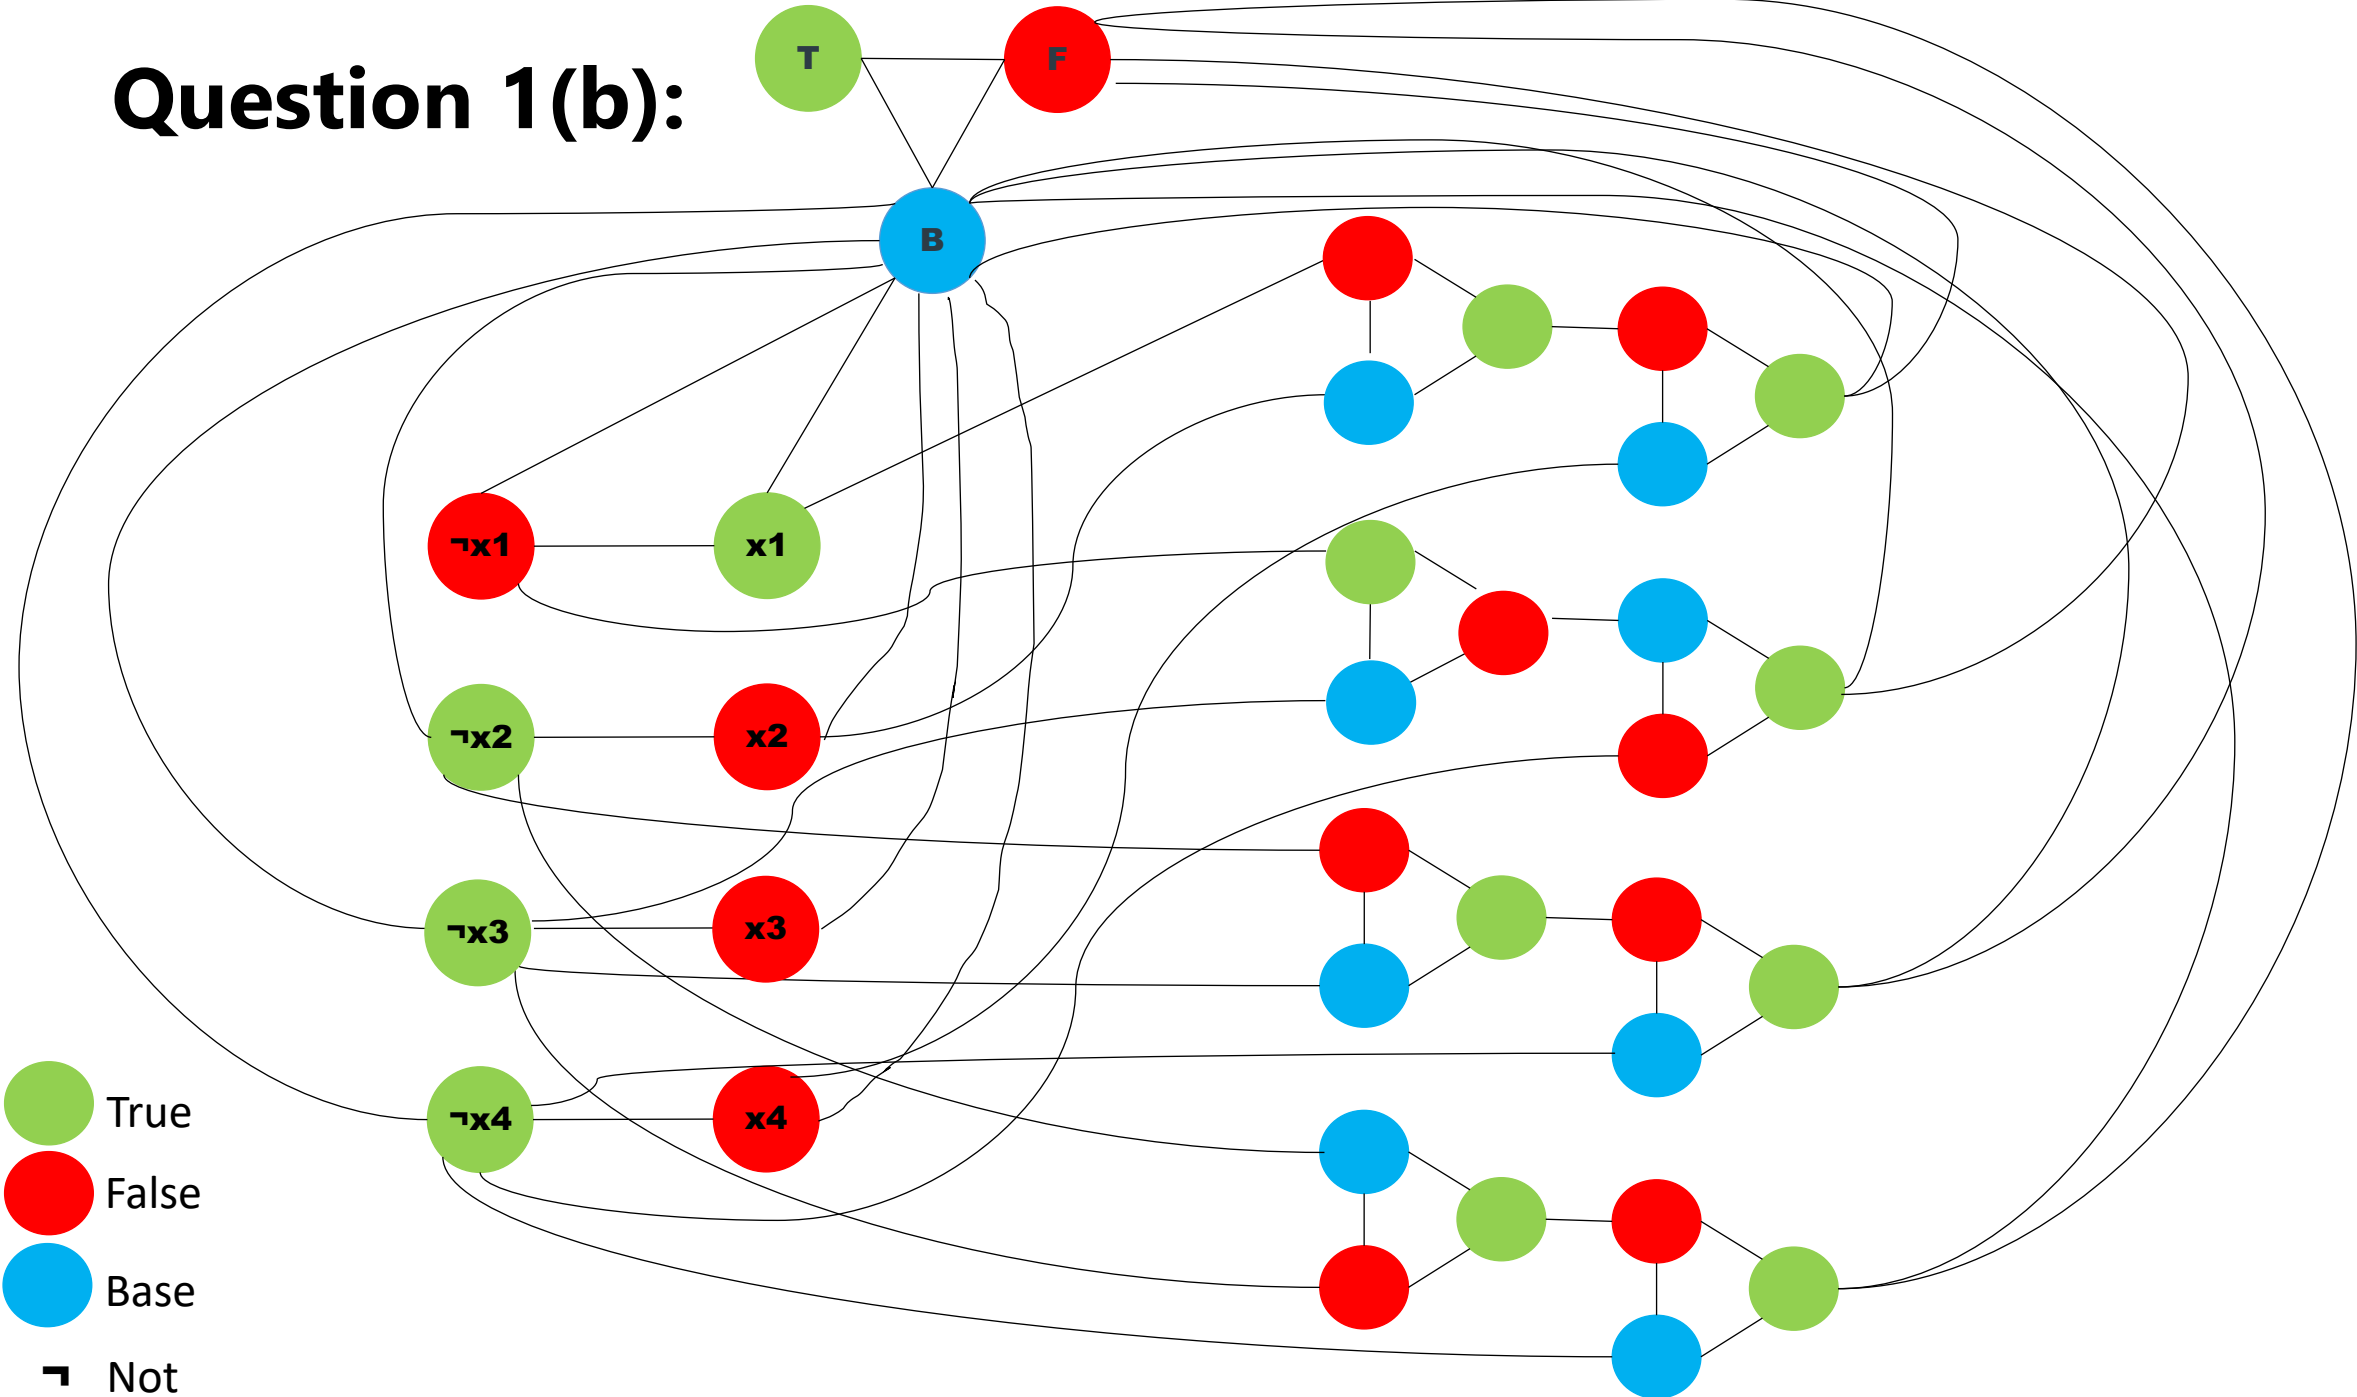 T F
Question 1(b):
B
¬x1 x1
¬x2 x2
¬x3 x3
¬x4 x4
True
False
Base
¬ Not